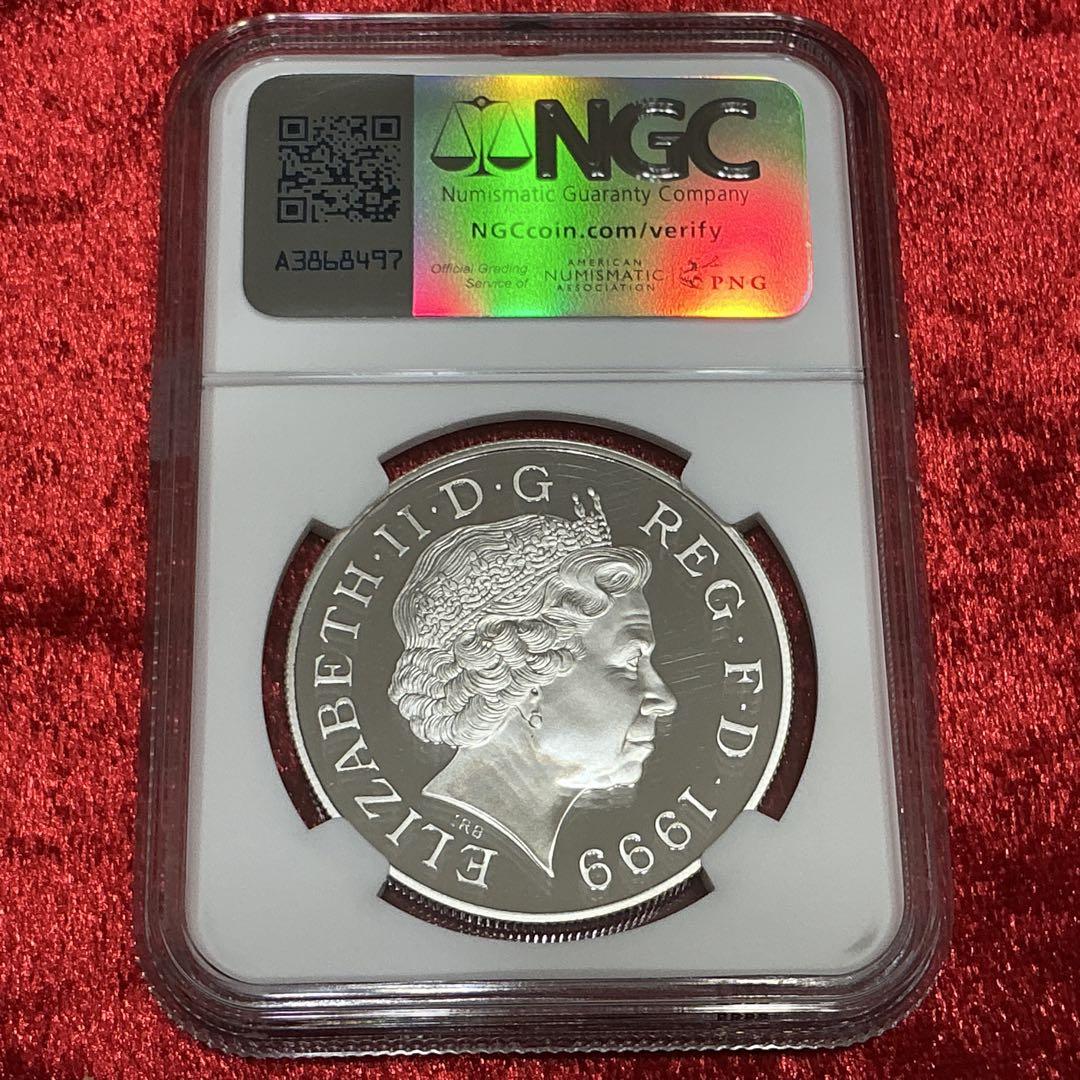 NGC
Numismatic Guaranty Company
NGCcoin.com/verify
A3868497
Official Grading
Service of
AMERICAN
NUMISMATIC
ASSOCIATION
PNG
ELIZABETH·II·D·G REG·F·D·1999
IRB